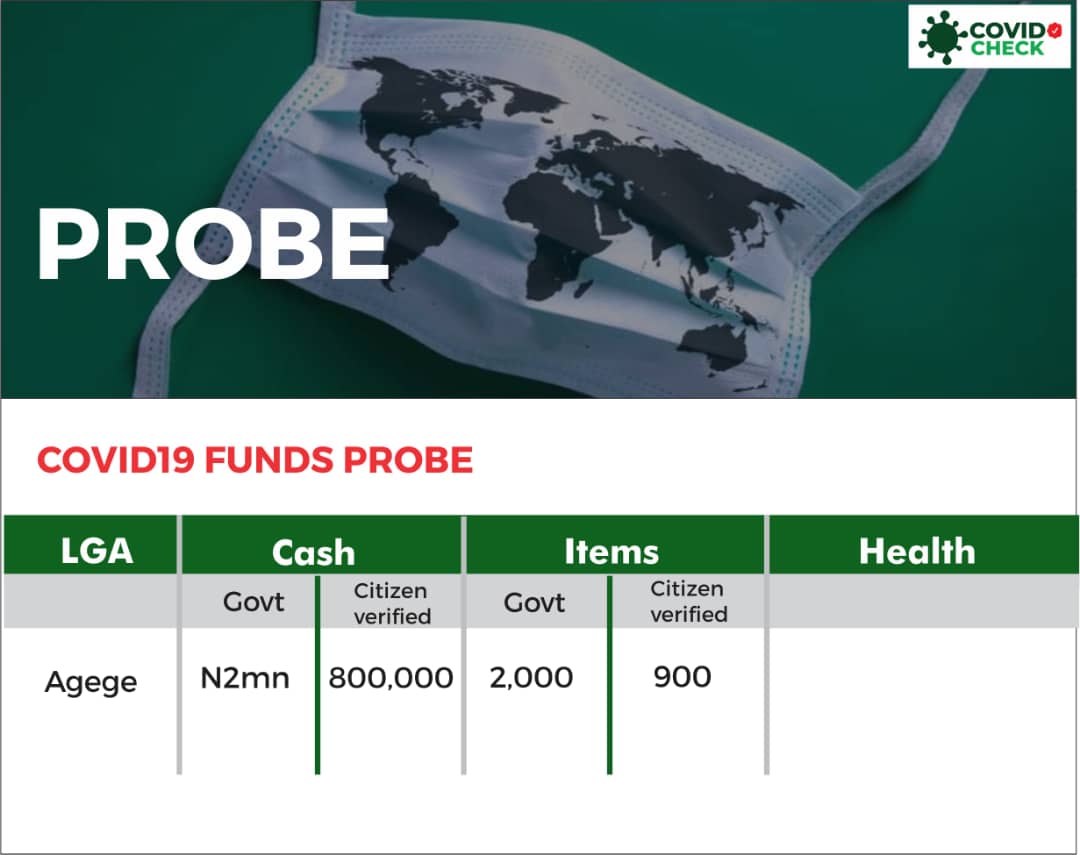 COVID
CHECK
PROBE
COVID19 FUNDS PROBE
LGA Cash Items Health
Govt Citizen verified Govt Citizen verified
Agege N2mn 800,000 2,000 900